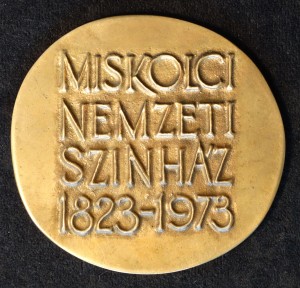 MISKOLCI
NEMZETI
SZINHÁZ
1823-1973